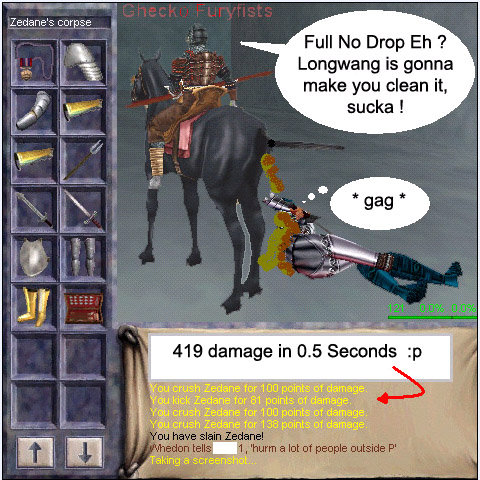 Zedane's corpse
Check. Furyfists
Full No Drop Eh ?
Longwang is gonna
make you clean it,
sucka !
* gag *
419 damage in 0.5 Seconds :p
You crush Zedane for 100 points of damage.
You kick Zedane for 81 points of damage.
You crush Zedane for 100 points of damage.
You crush Zedane for 138 points of damage.
You have slain Zedane!
Whedon tells 1, 'hurm a lot of people outside P'
Taking a screenshot...